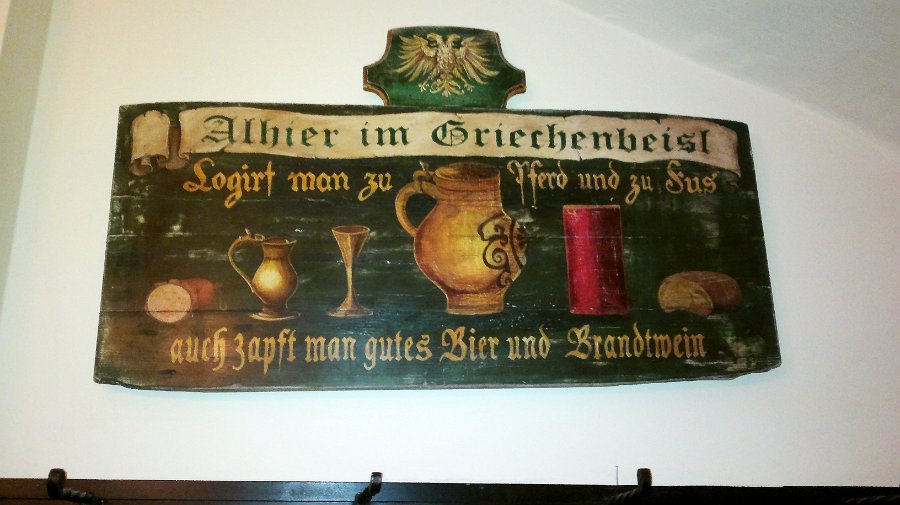 Alhier im Griechenbeisl
Logirt man zu Pferd und zu Fus
auch zapft man gutes Bier und Brandtwein